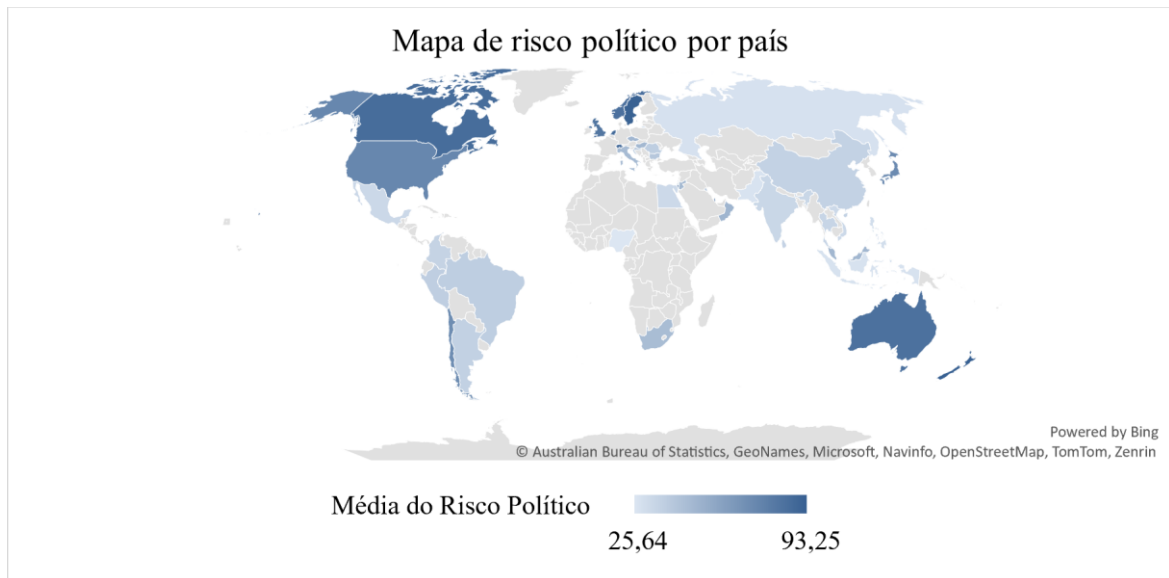 Mapa de risco político por país
Powered by Bing
© Australian Bureau of Statistics, GeoNames, Microsoft, Navinfo, OpenStreetMap, TomTom, Zenrin
Média do Risco Político
25,64 93,25